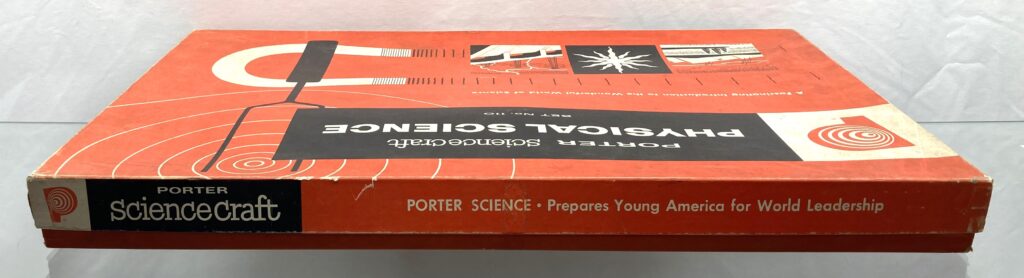 A Fascinating Introduction to the Wonderful World of Science
PORTER
sciencecraft
PHYSICAL SCIENCE
SET No. 110
PORTER
sciencecraft
PORTER SCIENCE • Prepares Young America for World Leadership